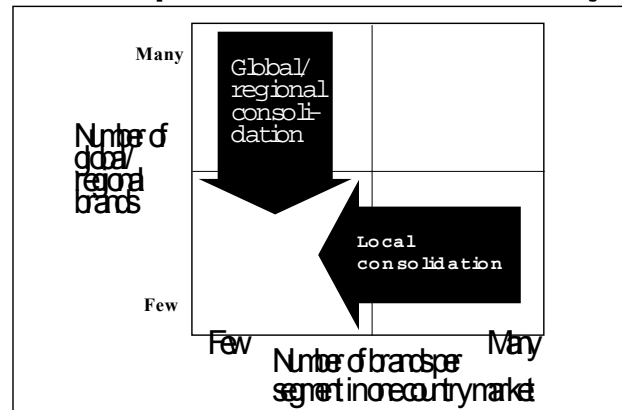 Many
Global/
regional
consoli-
dation
Number of
global/
regional
brands
Local
consolidation
Few
Few
Many
Number of brands per
segment in one country market